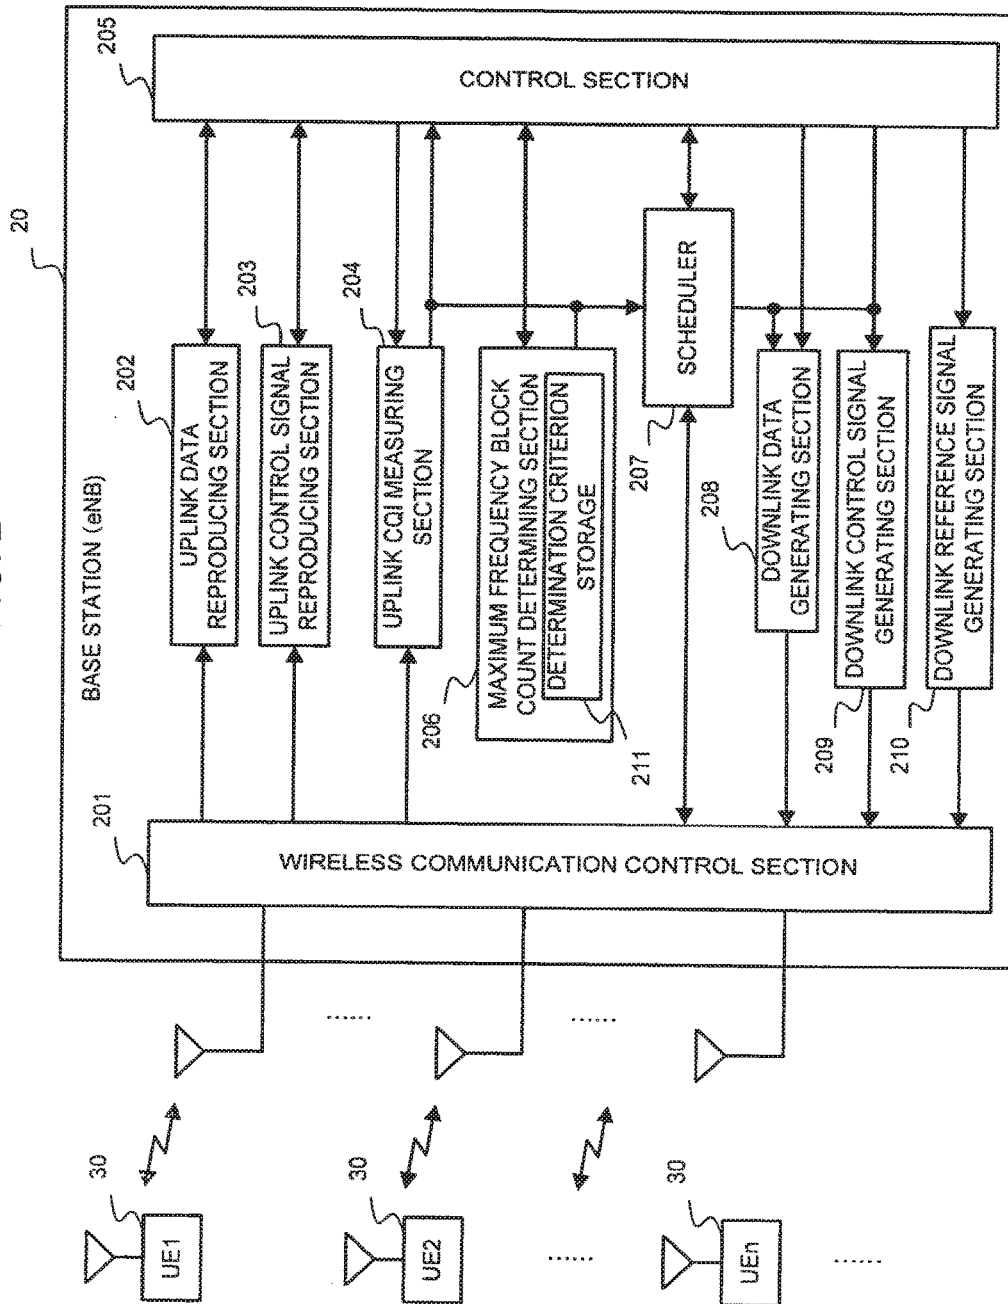 20
BASE STATION (eNB)
205
CONTROL SECTION
202
UPLINK DATA
REPRODUCING SECTION
203
UPLINK CONTROL SIGNAL
REPRODUCING SECTION
204
UPLINK CQI MEASURING
SECTION
206
MAXIMUM FREQUENCY BLOCK
COUNT DETERMINING SECTION
DETERMINATION CRITERION
STORAGE
211
SCHEDULER
207
208
DOWNLINK DATA
GENERATING SECTION
DOWNLINK CONTROL SIGNAL
GENERATING SECTION
209
DOWNLINK REFERENCE SIGNAL
GENERATING SECTION
210
201
WIRELESS COMMUNICATION CONTROL SECTION
......
......
30
UE1
30
UE2
......
30
UEn
......